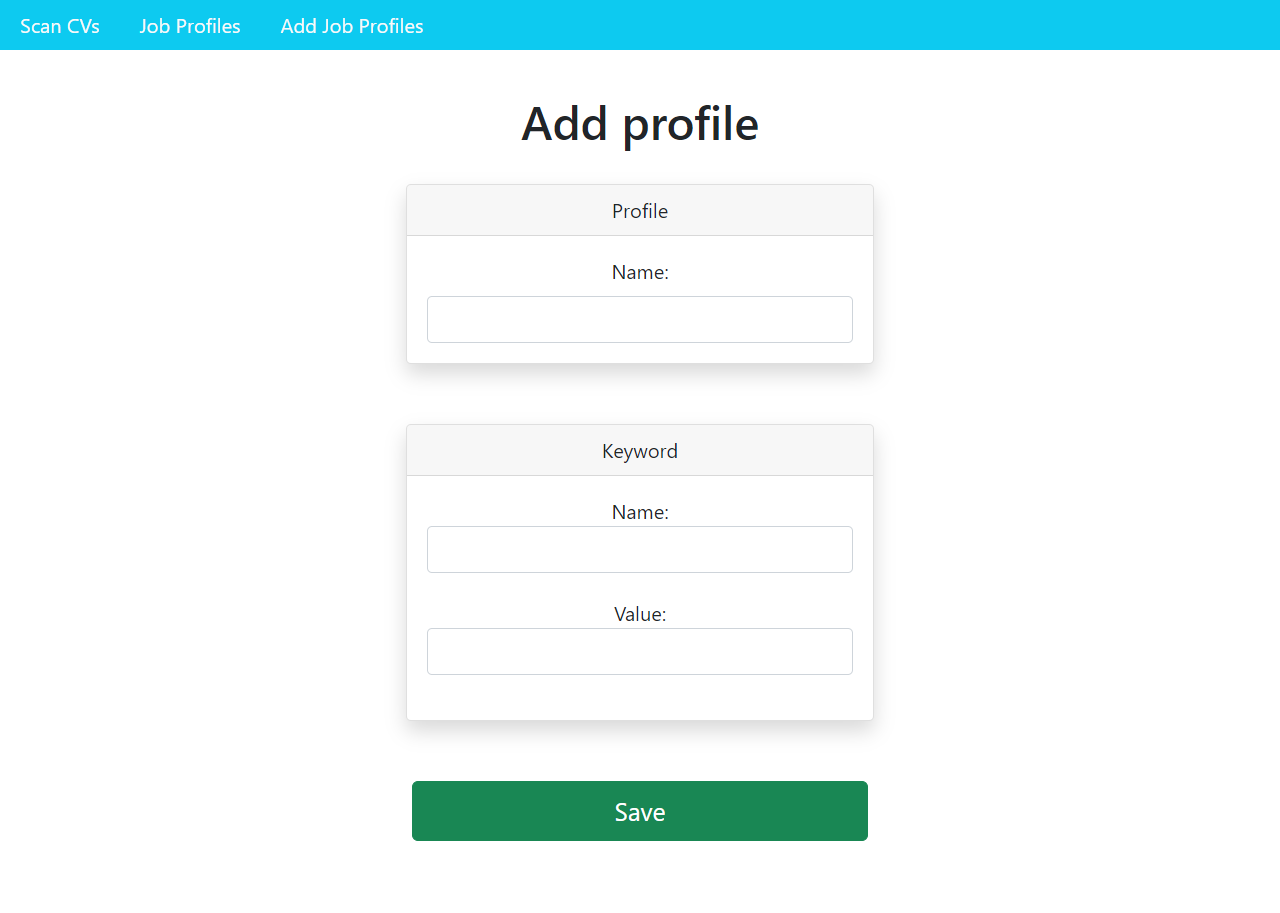 Scan CVs Job Profiles Add Job Profiles
Add profile
Profile
Name:
Keyword
Name:
Value:
Save